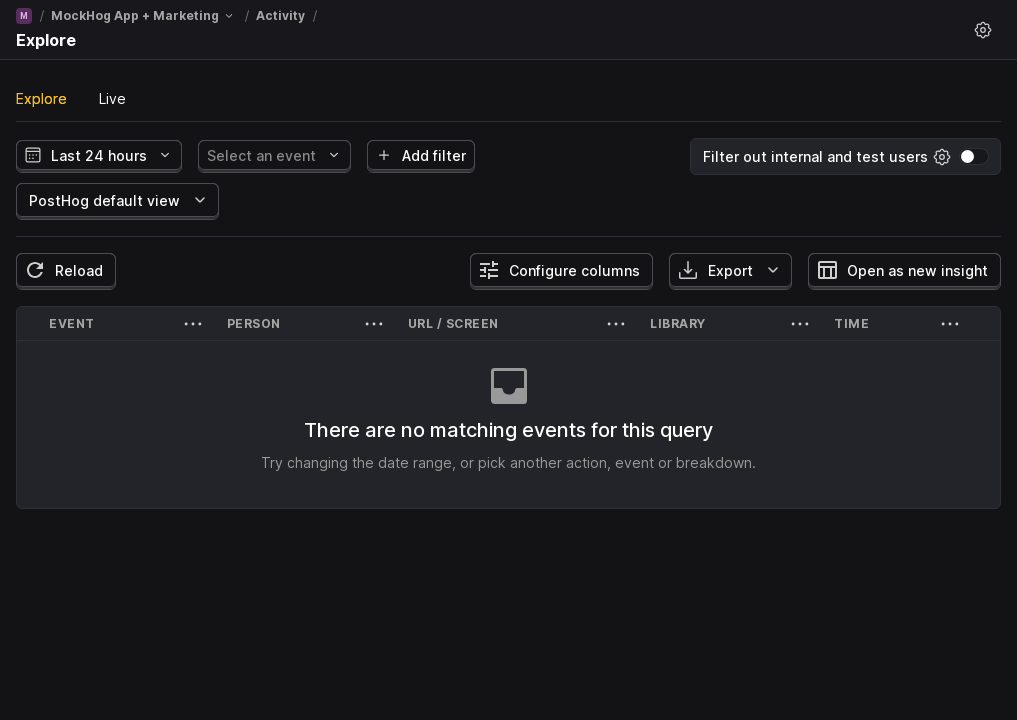 M / MockHog App + Marketing / Activity /
Explore
Explore Live
Last 24 hours Select an event Add filter Filter out internal and test users
PostHog default view
Reload Configure columns Export Open as new insight
EVENT PERSON URL / SCREEN LIBRARY TIME
There are no matching events for this query
Try changing the date range, or pick another action, event or breakdown.